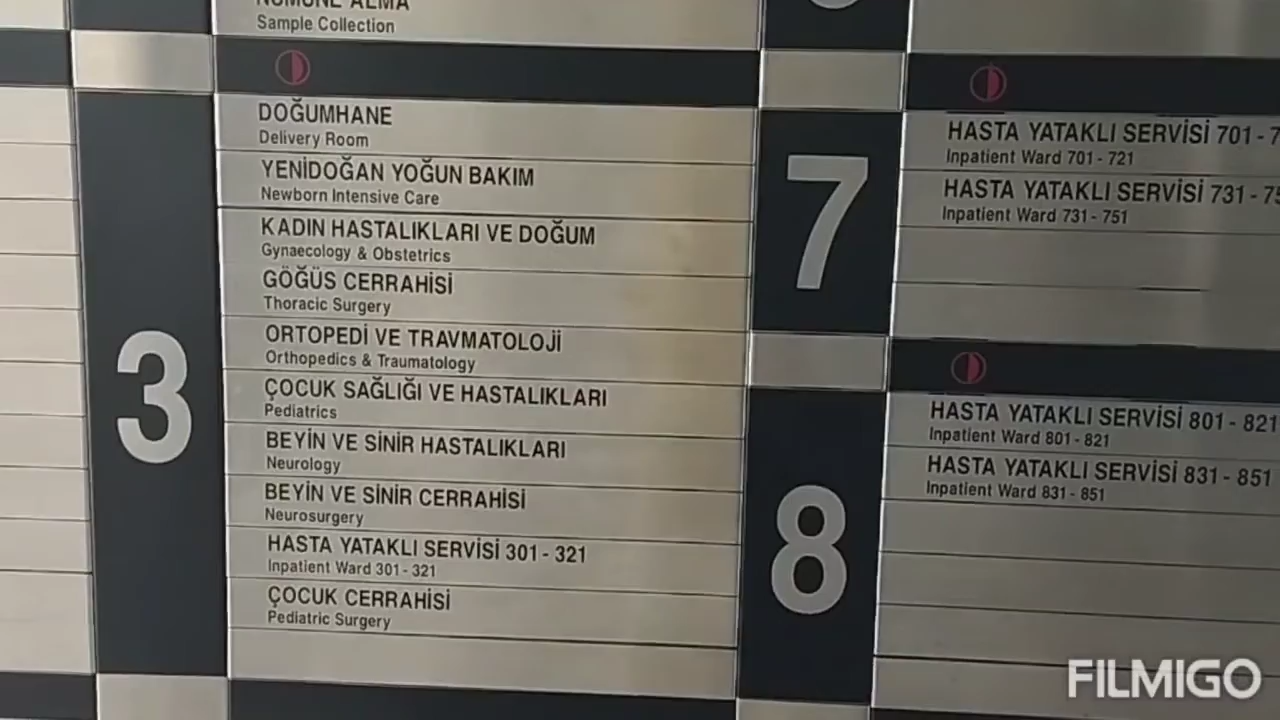 NUMUNE ALMA
Sample Collection
3
DOĞUMHANE
Delivery Room
YENİDOĞAN YOĞUN BAKIM
Newborn Intensive Care
KADIN HASTALIKLARI VE DOĞUM
Gynaecology & Obstetrics
GÖĞÜS CERRAHİSİ
Thoracic Surgery
ORTOPEDİ VE TRAVMATOLOJİ
Orthopedics & Traumatology
ÇOCUK SAĞLIĞI VE HASTALIKLARI
Pediatrics
BEYİN VE SİNİR HASTALIKLARI
Neurology
BEYİN VE SİNİR CERRAHİSİ
Neurosurgery
HASTA YATAKLI SERVİSİ 301 - 321
Inpatient Ward 301 - 321
ÇOCUK CERRAHİSİ
Pediatric Surgery
7
HASTA YATAKLI SERVİSİ 701 -
Inpatient Ward 701 - 721
HASTA YATAKLI SERVİSİ 731 -
Inpatient Ward 731 - 751
8
HASTA YATAKLI SERVİSİ 801 - 821
Inpatient Ward 801 - 821
HASTA YATAKLI SERVİSİ 831 - 851
Inpatient Ward 831 - 851
FILMIGO